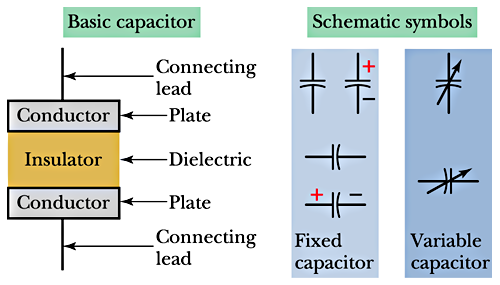 Basic capacitor
Schematic symbols
Connecting
lead
Conductor
Plate
Insulator
Dielectric
Conductor
Plate
Connecting
lead
+
−
+ −
Fixed
capacitor
Variable
capacitor